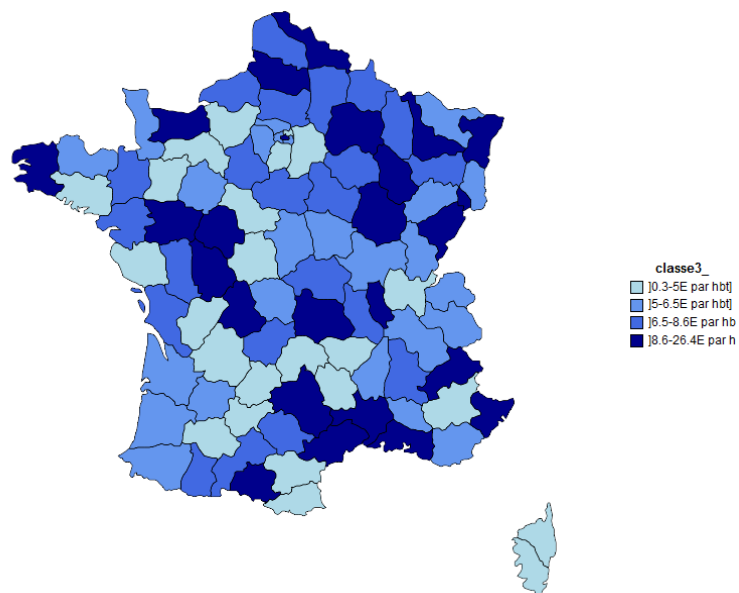 classe3_
]0.3-5E par hbt]
]5-6.5E par hbt]
]6.5-8.6E par hb
]8.6-26.4E par h